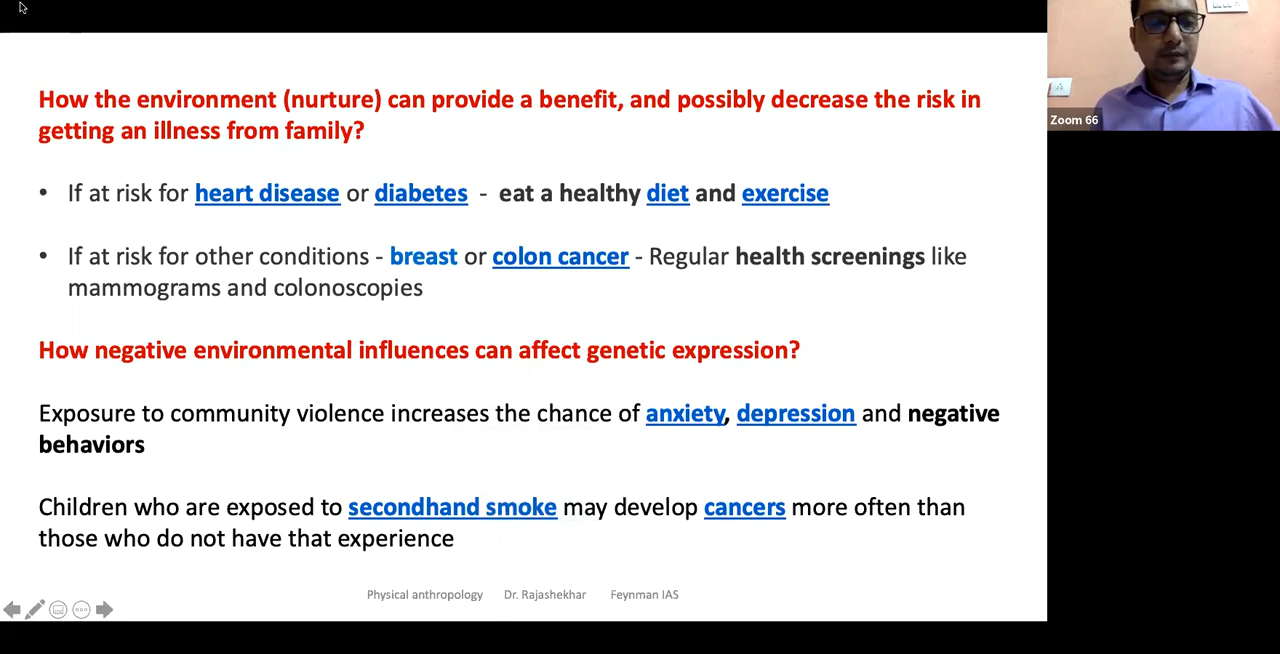 How the environment (nurture) can provide a benefit, and possibly decrease the risk in
getting an illness from family?
• If at risk for heart disease or diabetes - eat a healthy diet and exercise
• If at risk for other conditions - breast or colon cancer - Regular health screenings like
mammograms and colonoscopies
How negative environmental influences can affect genetic expression?
Exposure to community violence increases the chance of anxiety, depression and negative
behaviors
Children who are exposed to secondhand smoke may develop cancers more often than
those who do not have that experience
Physical anthropology Dr. Rajashekhar Feynman IAS
Zoom 66